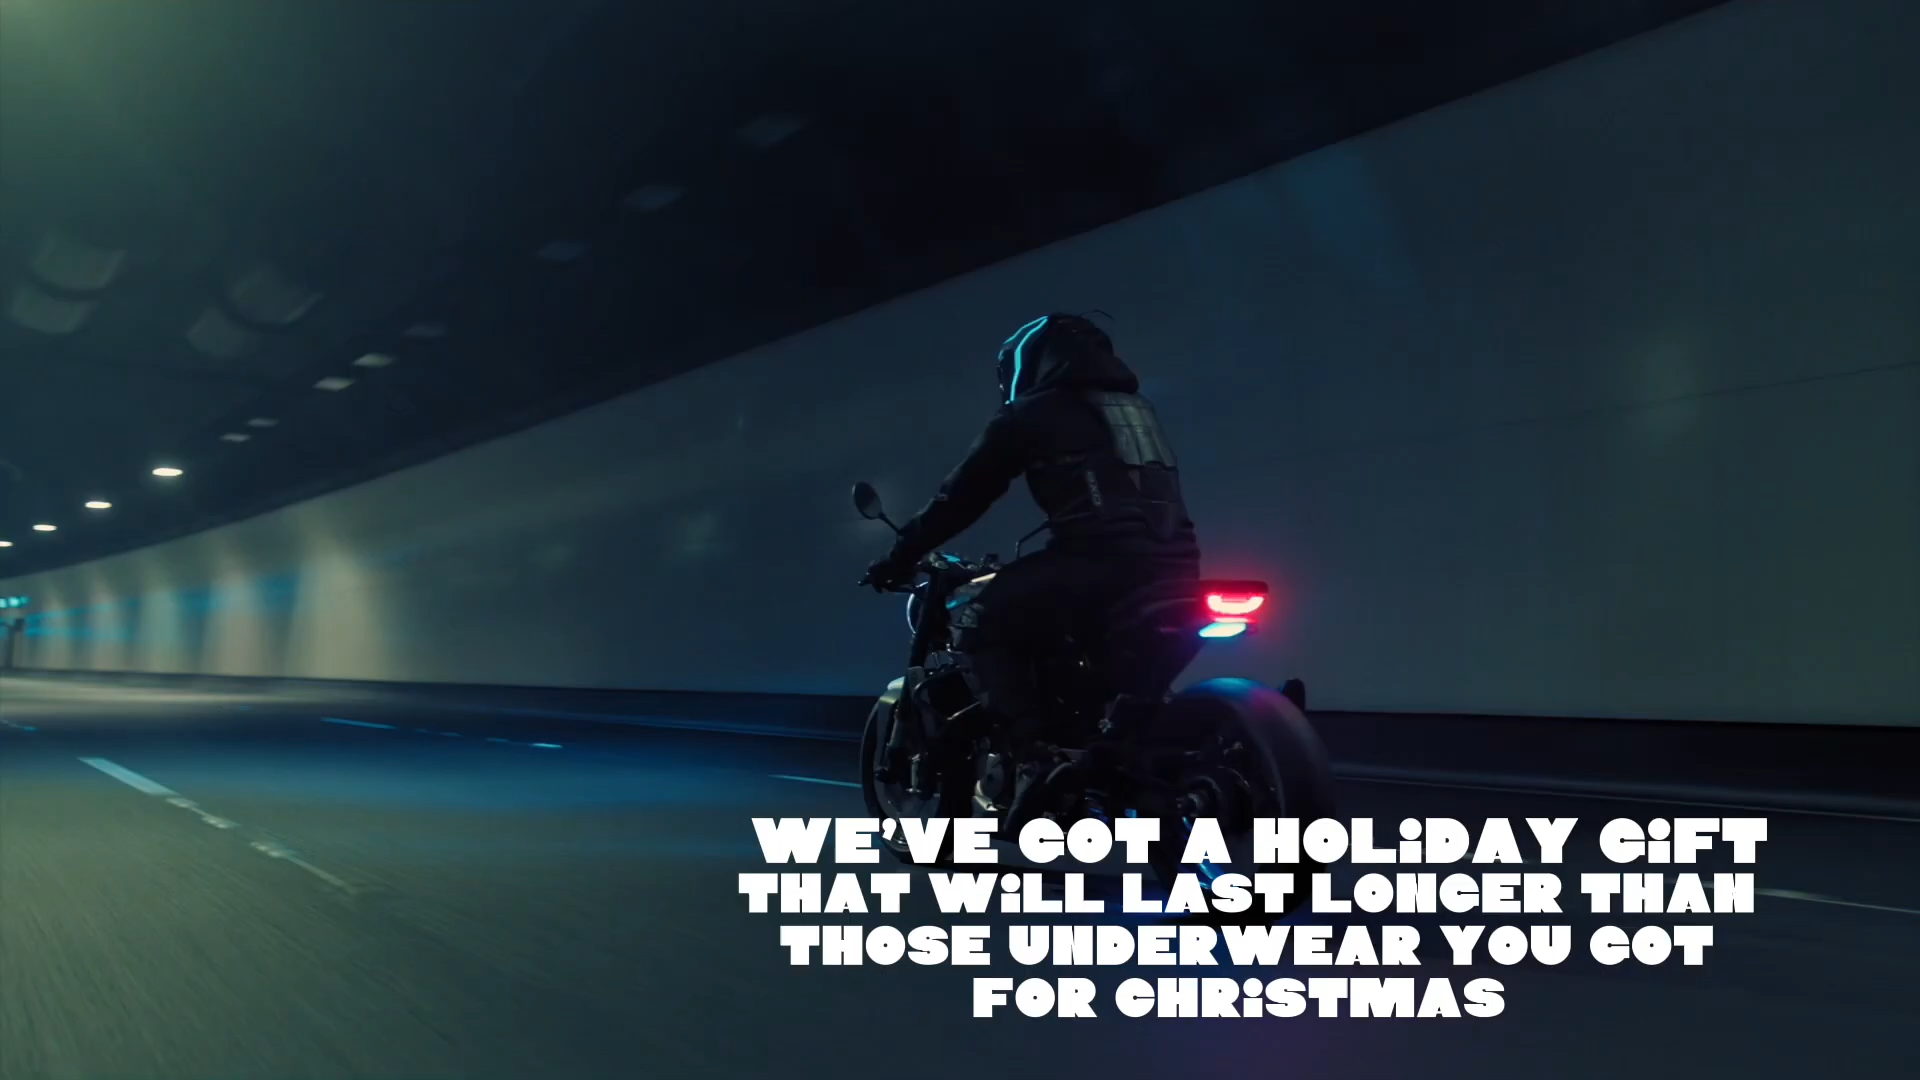 WE'VE GOT A HOLiDAY GiFT
THAT WiLL LAST LONGER THAN
THOSE UNDERWEAR YOU GOT
FOR CHRiSTMAS